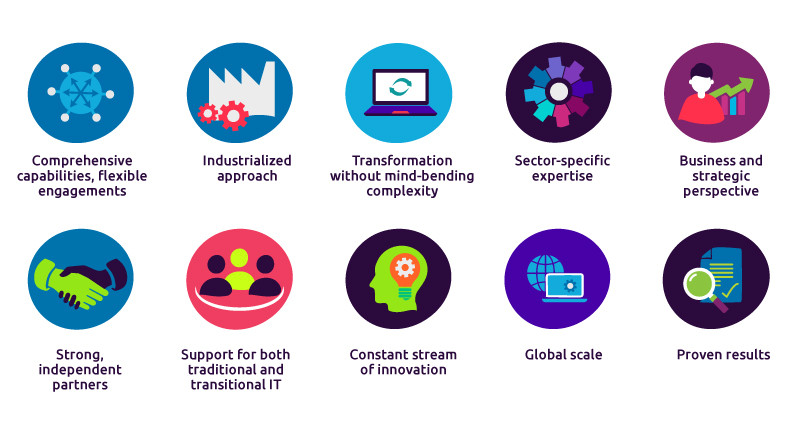 Comprehensive
capabilities, flexible
engagements
Industrialized
approach
Transformation
without mind-bending
complexity
Sector-specific
expertise
Business and
strategic
perspective
Strong,
independent
partners
Support for both
traditional and
transitional IT
Constant stream
of innovation
Global scale
Proven results